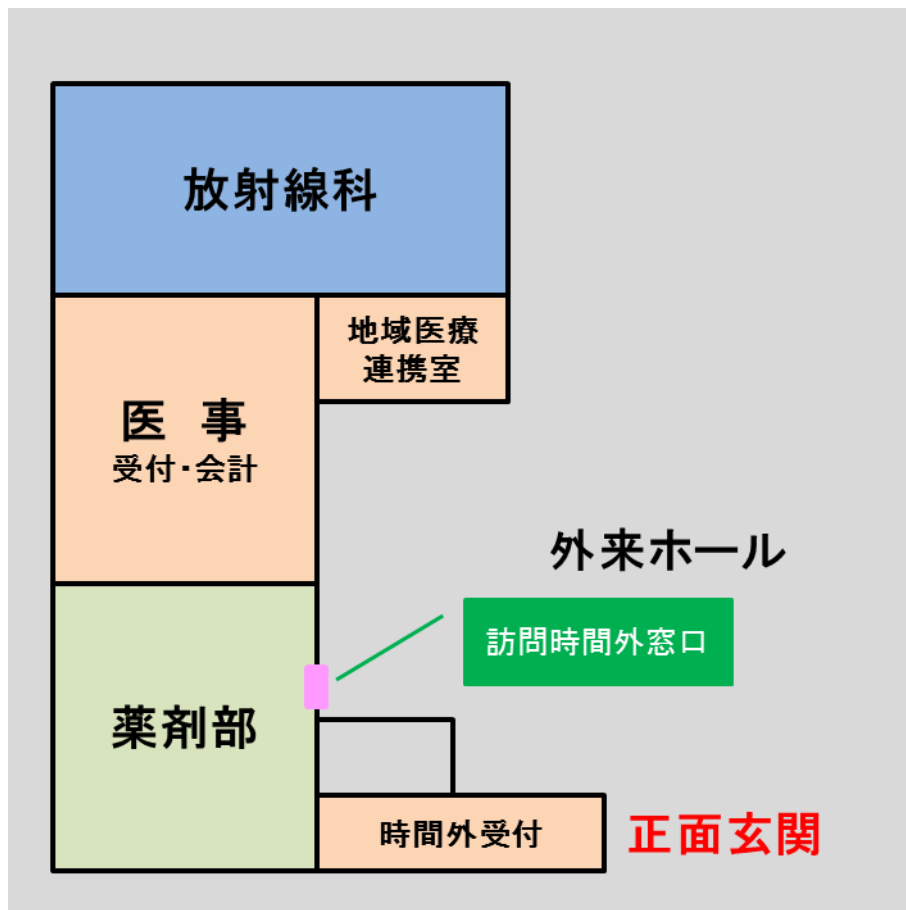 放射線科
地域医療
連携室
医 事
受付・会計
外来ホール
訪問時間外窓口
薬剤部
時間外受付
正面玄関